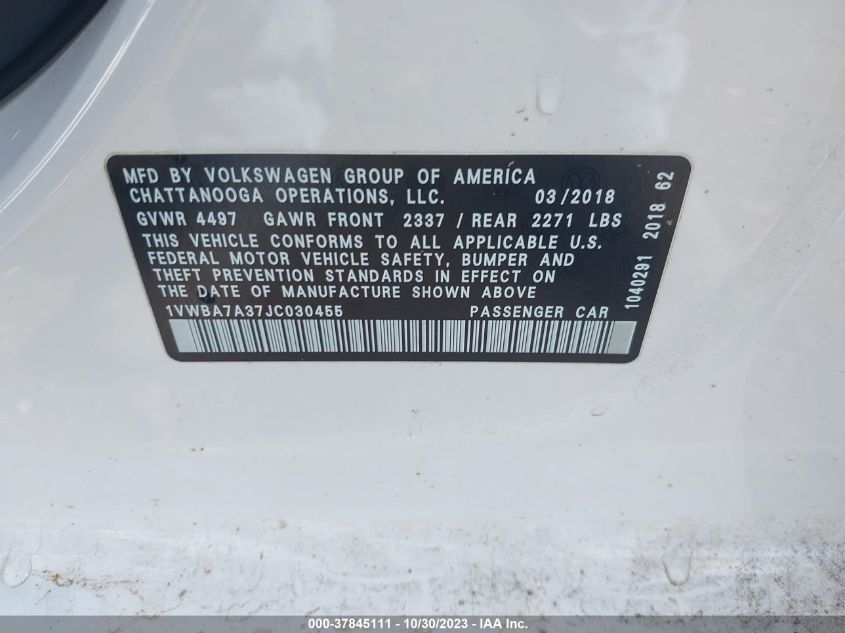 MFD BY VOLKSWAGEN GROUP OF AMERICA
CHATTANOOGA OPERATIONS, LLC. 03/2018
GVWR 4497 GAWR FRONT 2337 / REAR 2271 LBS
THIS VEHICLE CONFORMS TO ALL APPLICABLE U.S.
FEDERAL MOTOR VEHICLE SAFETY, BUMPER AND
THEFT PREVENTION STANDARDS IN EFFECT ON
THE DATE OF MANUFACTURE SHOWN ABOVE
1VWBA7A37JC030455 PASSENGER CAR
1040291 2018 62
000-37845111 - 10/30/2023 - IAA Inc.